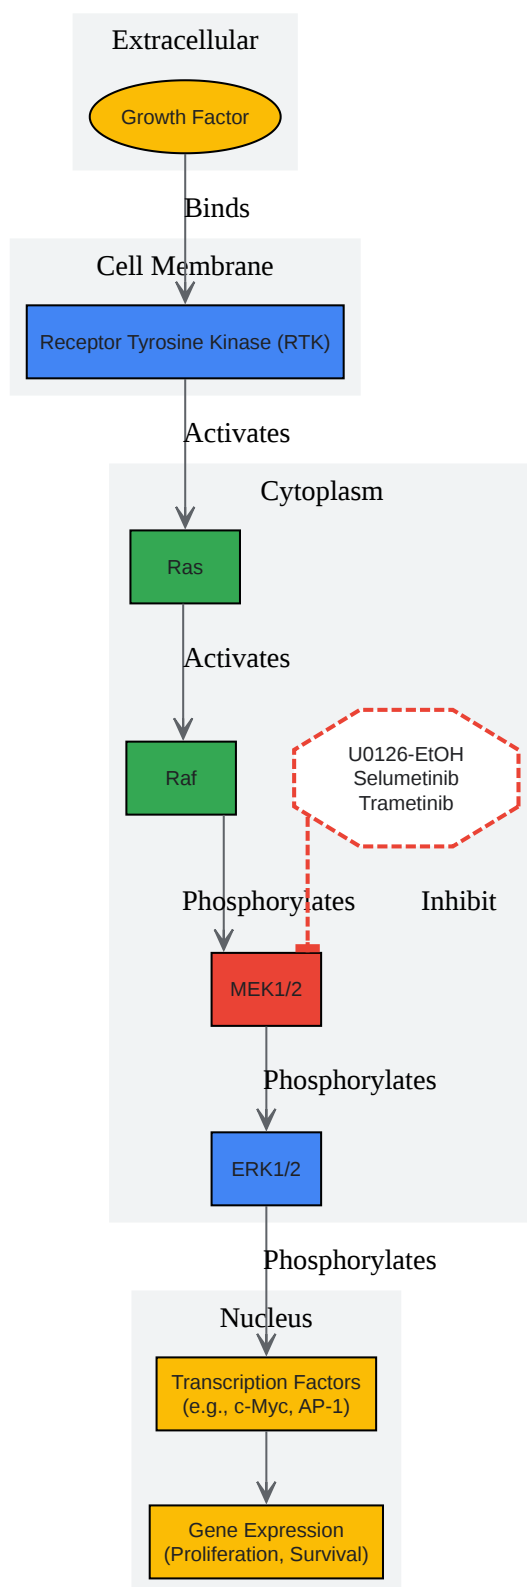 Extracellular
Growth Factor
Binds
Cell Membrane
Receptor Tyrosine Kinase (RTK)
Activates
Cytoplasm
Ras
Activates
U0126-EtOH
Selumetinib
Trametinib
Raf
Phosphorylates
Inhibit
MEK1/2
Phosphorylates
ERK1/2
Phosphorylates
Nucleus
Transcription Factors
(e.g., c-Myc, AP-1)
Gene Expression
(Proliferation, Survival)